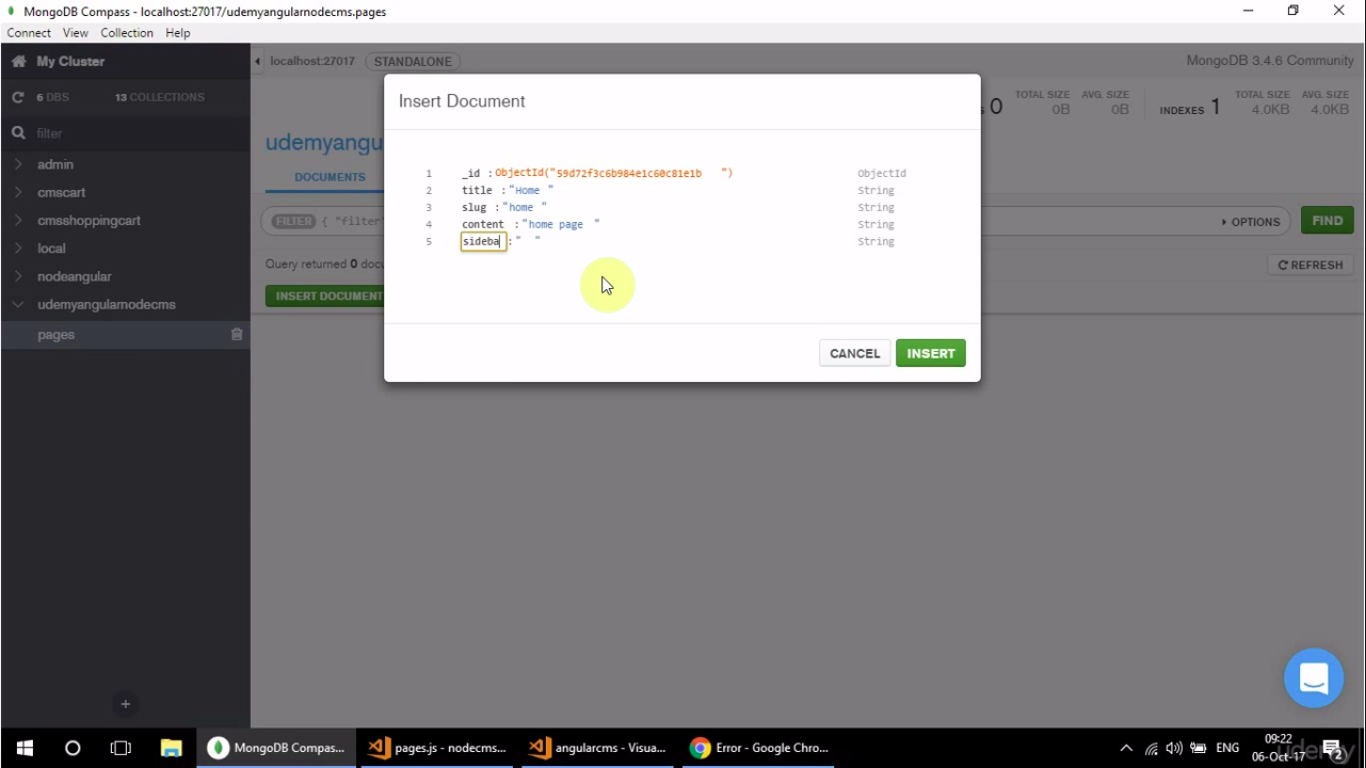 MongoDB Compass - localhost:27017/udemyangularnodecms.pages
Connect View Collection Help
My Cluster
localhost:27017 STANDALONE
MongoDB 3.4.6 Community
6 DBS 13 COLLECTIONS
filter
admin
cmscart
cmsshoppingcart
local
nodeangular
udemyangularnodecms
pages
udemyangu
S 0 TOTAL SIZE 0B AVG. SIZE 0B INDEXES 1 TOTAL SIZE 4.0KB AVG. SIZE 4.0KB
DOCUMENTS
FILTER { "filter"
OPTIONS
FIND
Query returned 0 docu
REFRESH
INSERT DOCUMENT
Insert Document
1 _id :ObjectId("59d72f3c6b984e1c60c81e1b ") ObjectId
2 title :"Home " String
3 slug :"home " String
4 content :"home page " String
5 sideba :" " String
CANCEL INSERT
+
MongoDB Compas... pages.js - nodecms... angularcms - Visua... Error - Google Chro...
ENG
09:22
06-Oct-17
2
udemy